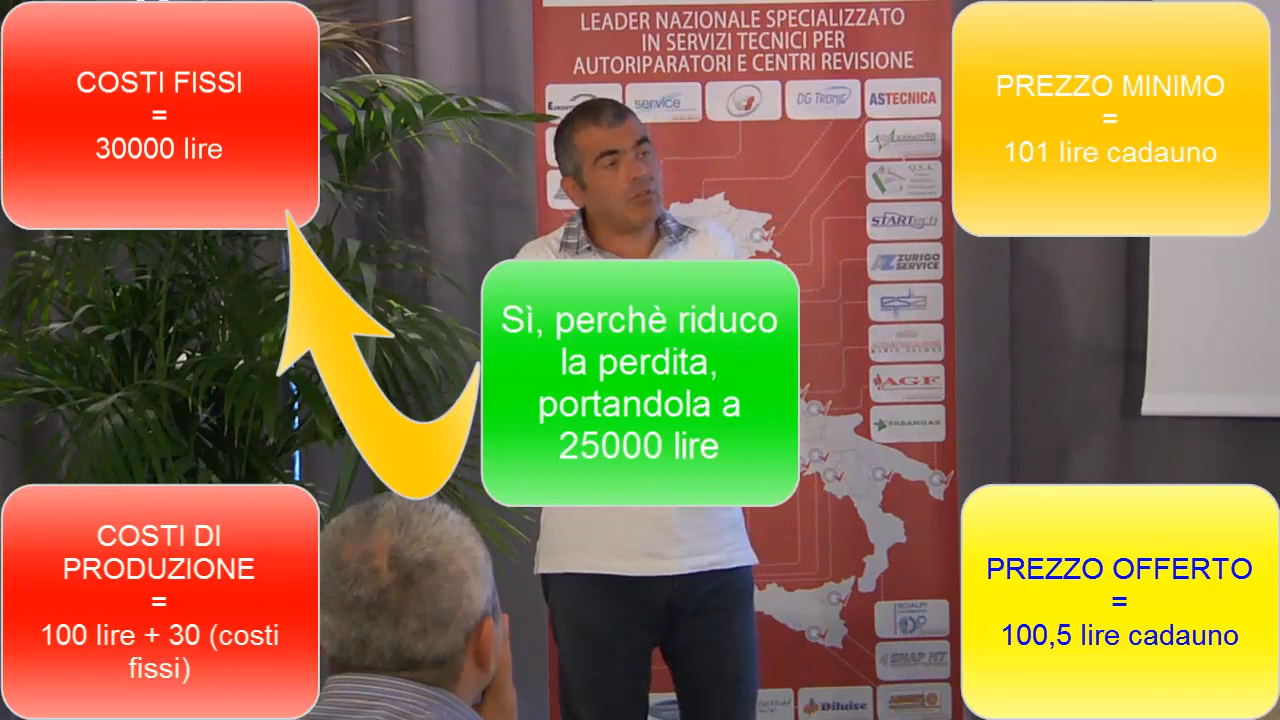 COSTI FISSI
=
30000 lire
LEADER NAZIONALE SPECIALIZZATO
IN SERVIZI TECNICI PER
AUTORIPARATORI E CENTRI REVISIONE
PREZZO MINIMO
=
101 lire cadauno
service
DG TRONIC
ASTECNICA
STARTech
ZURIGO
SERVICE
AGF
PADANGAS
Sì, perchè riduco
la perdita,
portandola a
25000 lire
COSTI DI
PRODUZIONE
=
100 lire + 30 (costi
fissi)
PREZZO OFFERTO
=
100,5 lire cadauno
SNAP NT
Diluise